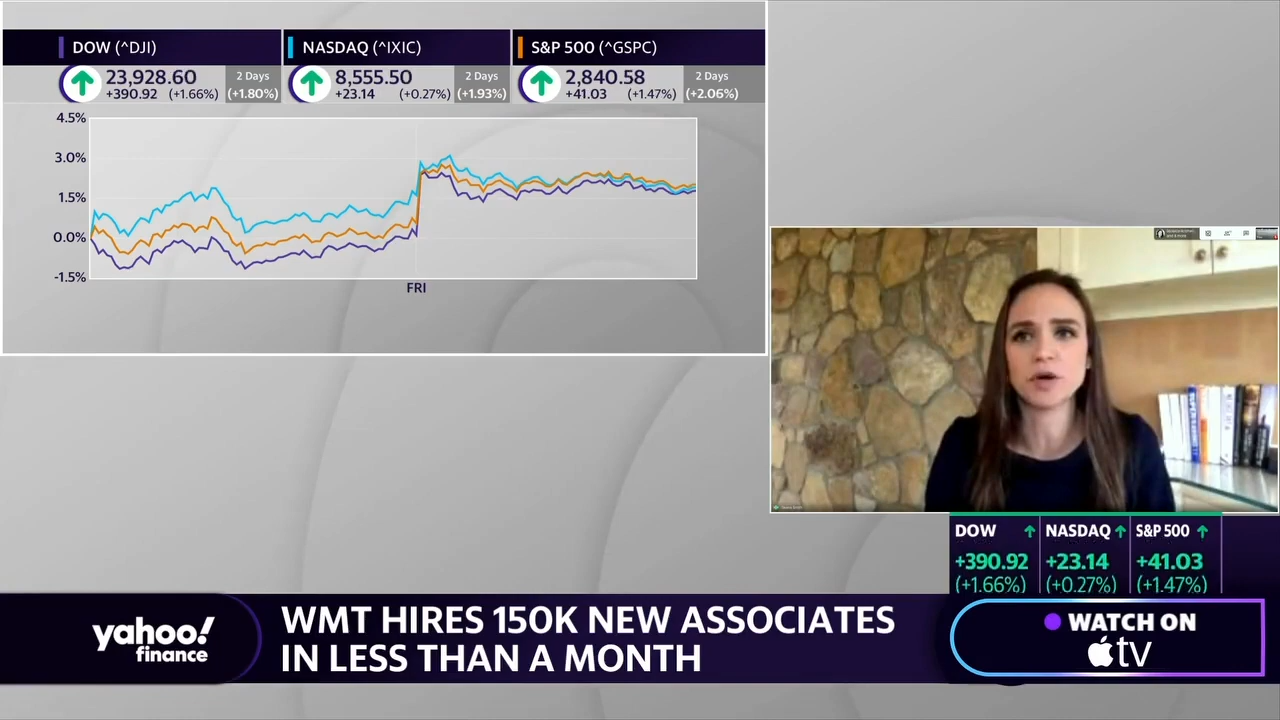 DOW (^DJI)
23,928.60
+390.92 (+1.66%)
2 Days
(+1.80%)
NASDAQ (^IXIC)
8,555.50
+23.14 (+0.27%)
2 Days
(+1.93%)
S&P 500 (^GSPC)
2,840.58
+41.03 (+1.47%)
2 Days
(+2.06%)
4.5%
3.0%
1.5%
0.0%
-1.5%
FRI
DOW
+390.92
(+1.66%)
NASDAQ
+23.14
(+0.27%)
S&P 500
+41.03
(+1.47%)
yahoo!
finance
WMT HIRES 150K NEW ASSOCIATES
IN LESS THAN A MONTH
WATCH ON
tv